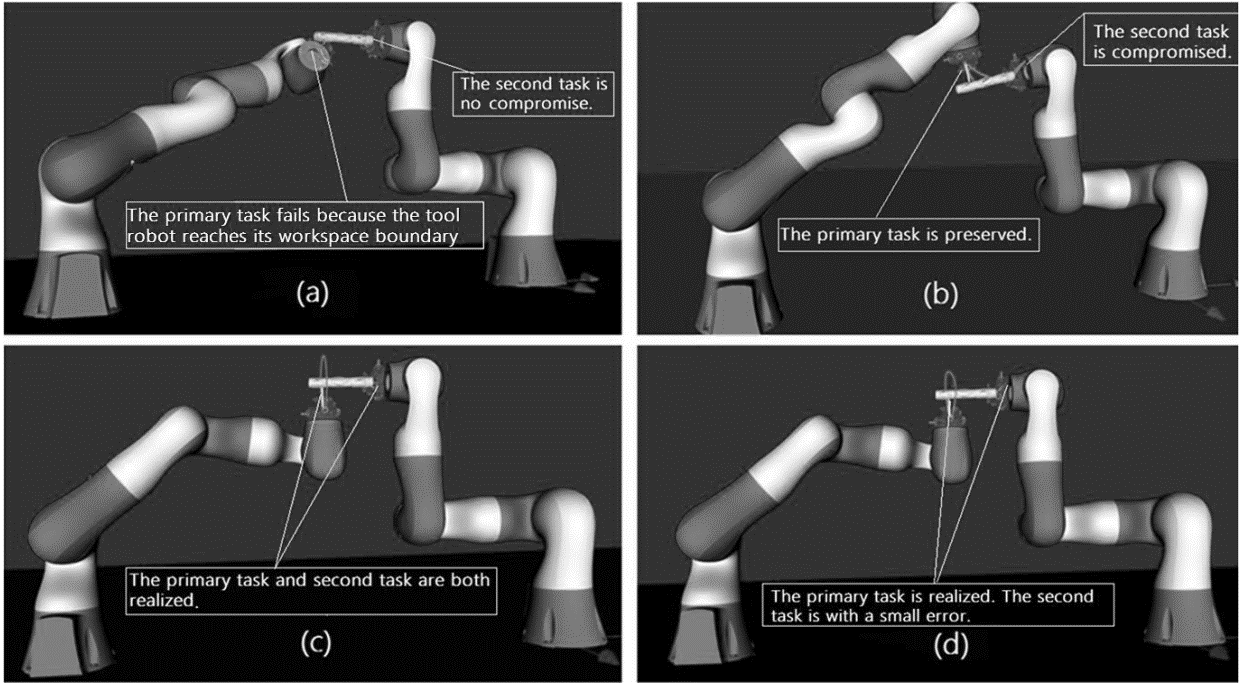 The second task is
no compromise.
The primary task fails because the tool
robot reaches its workspace boundary
(a)
The second task
is compromised.
The primary task is preserved.
(b)
The primary task and second task are both
realized.
(c)
The primary task is realized. The second
task is with a small error.
(d)